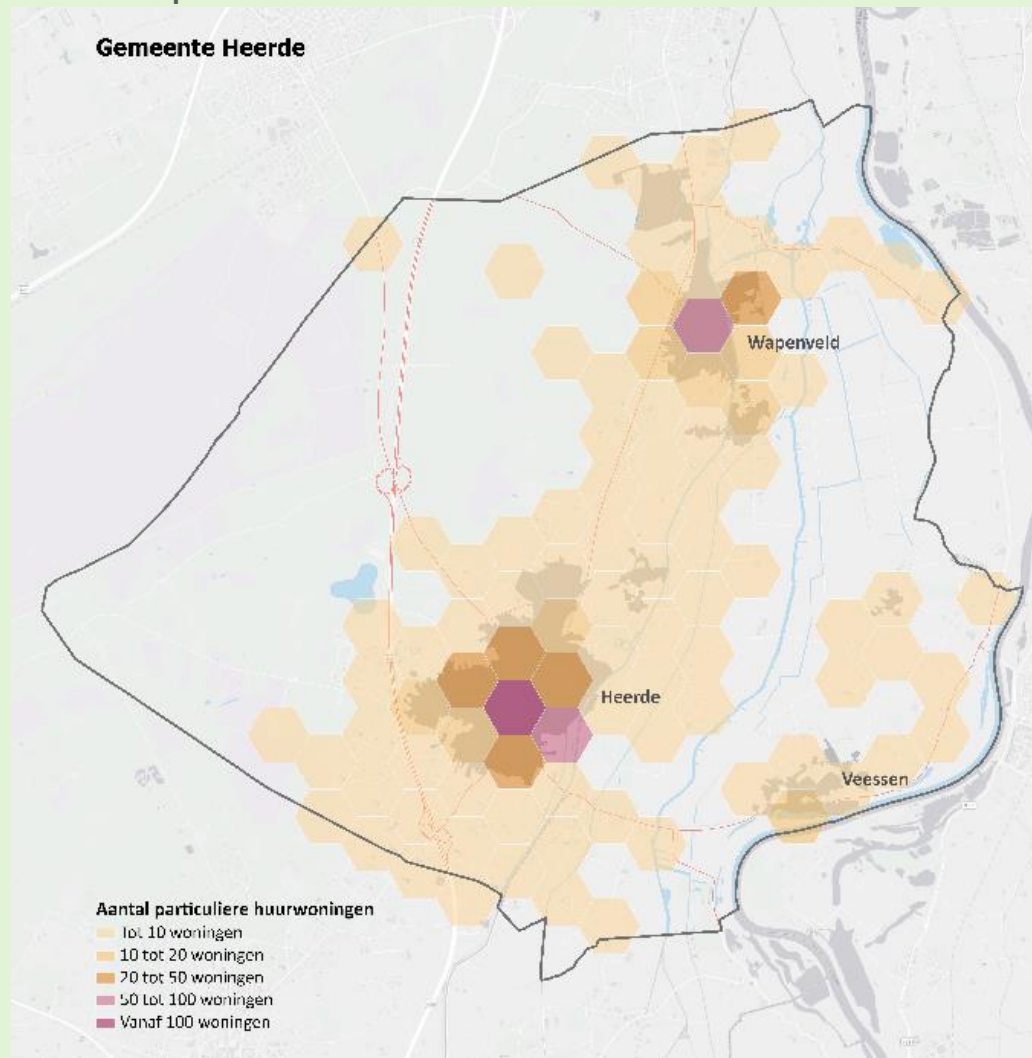 Gemeente Heerde
Wapenveld
Heerde
Veessen
Aantal particuliere huurwoningen
Tot 10 woningen
10 tot 20 woningen
20 tot 50 woningen
50 tot 100 woningen
Vanaf 100 woningen